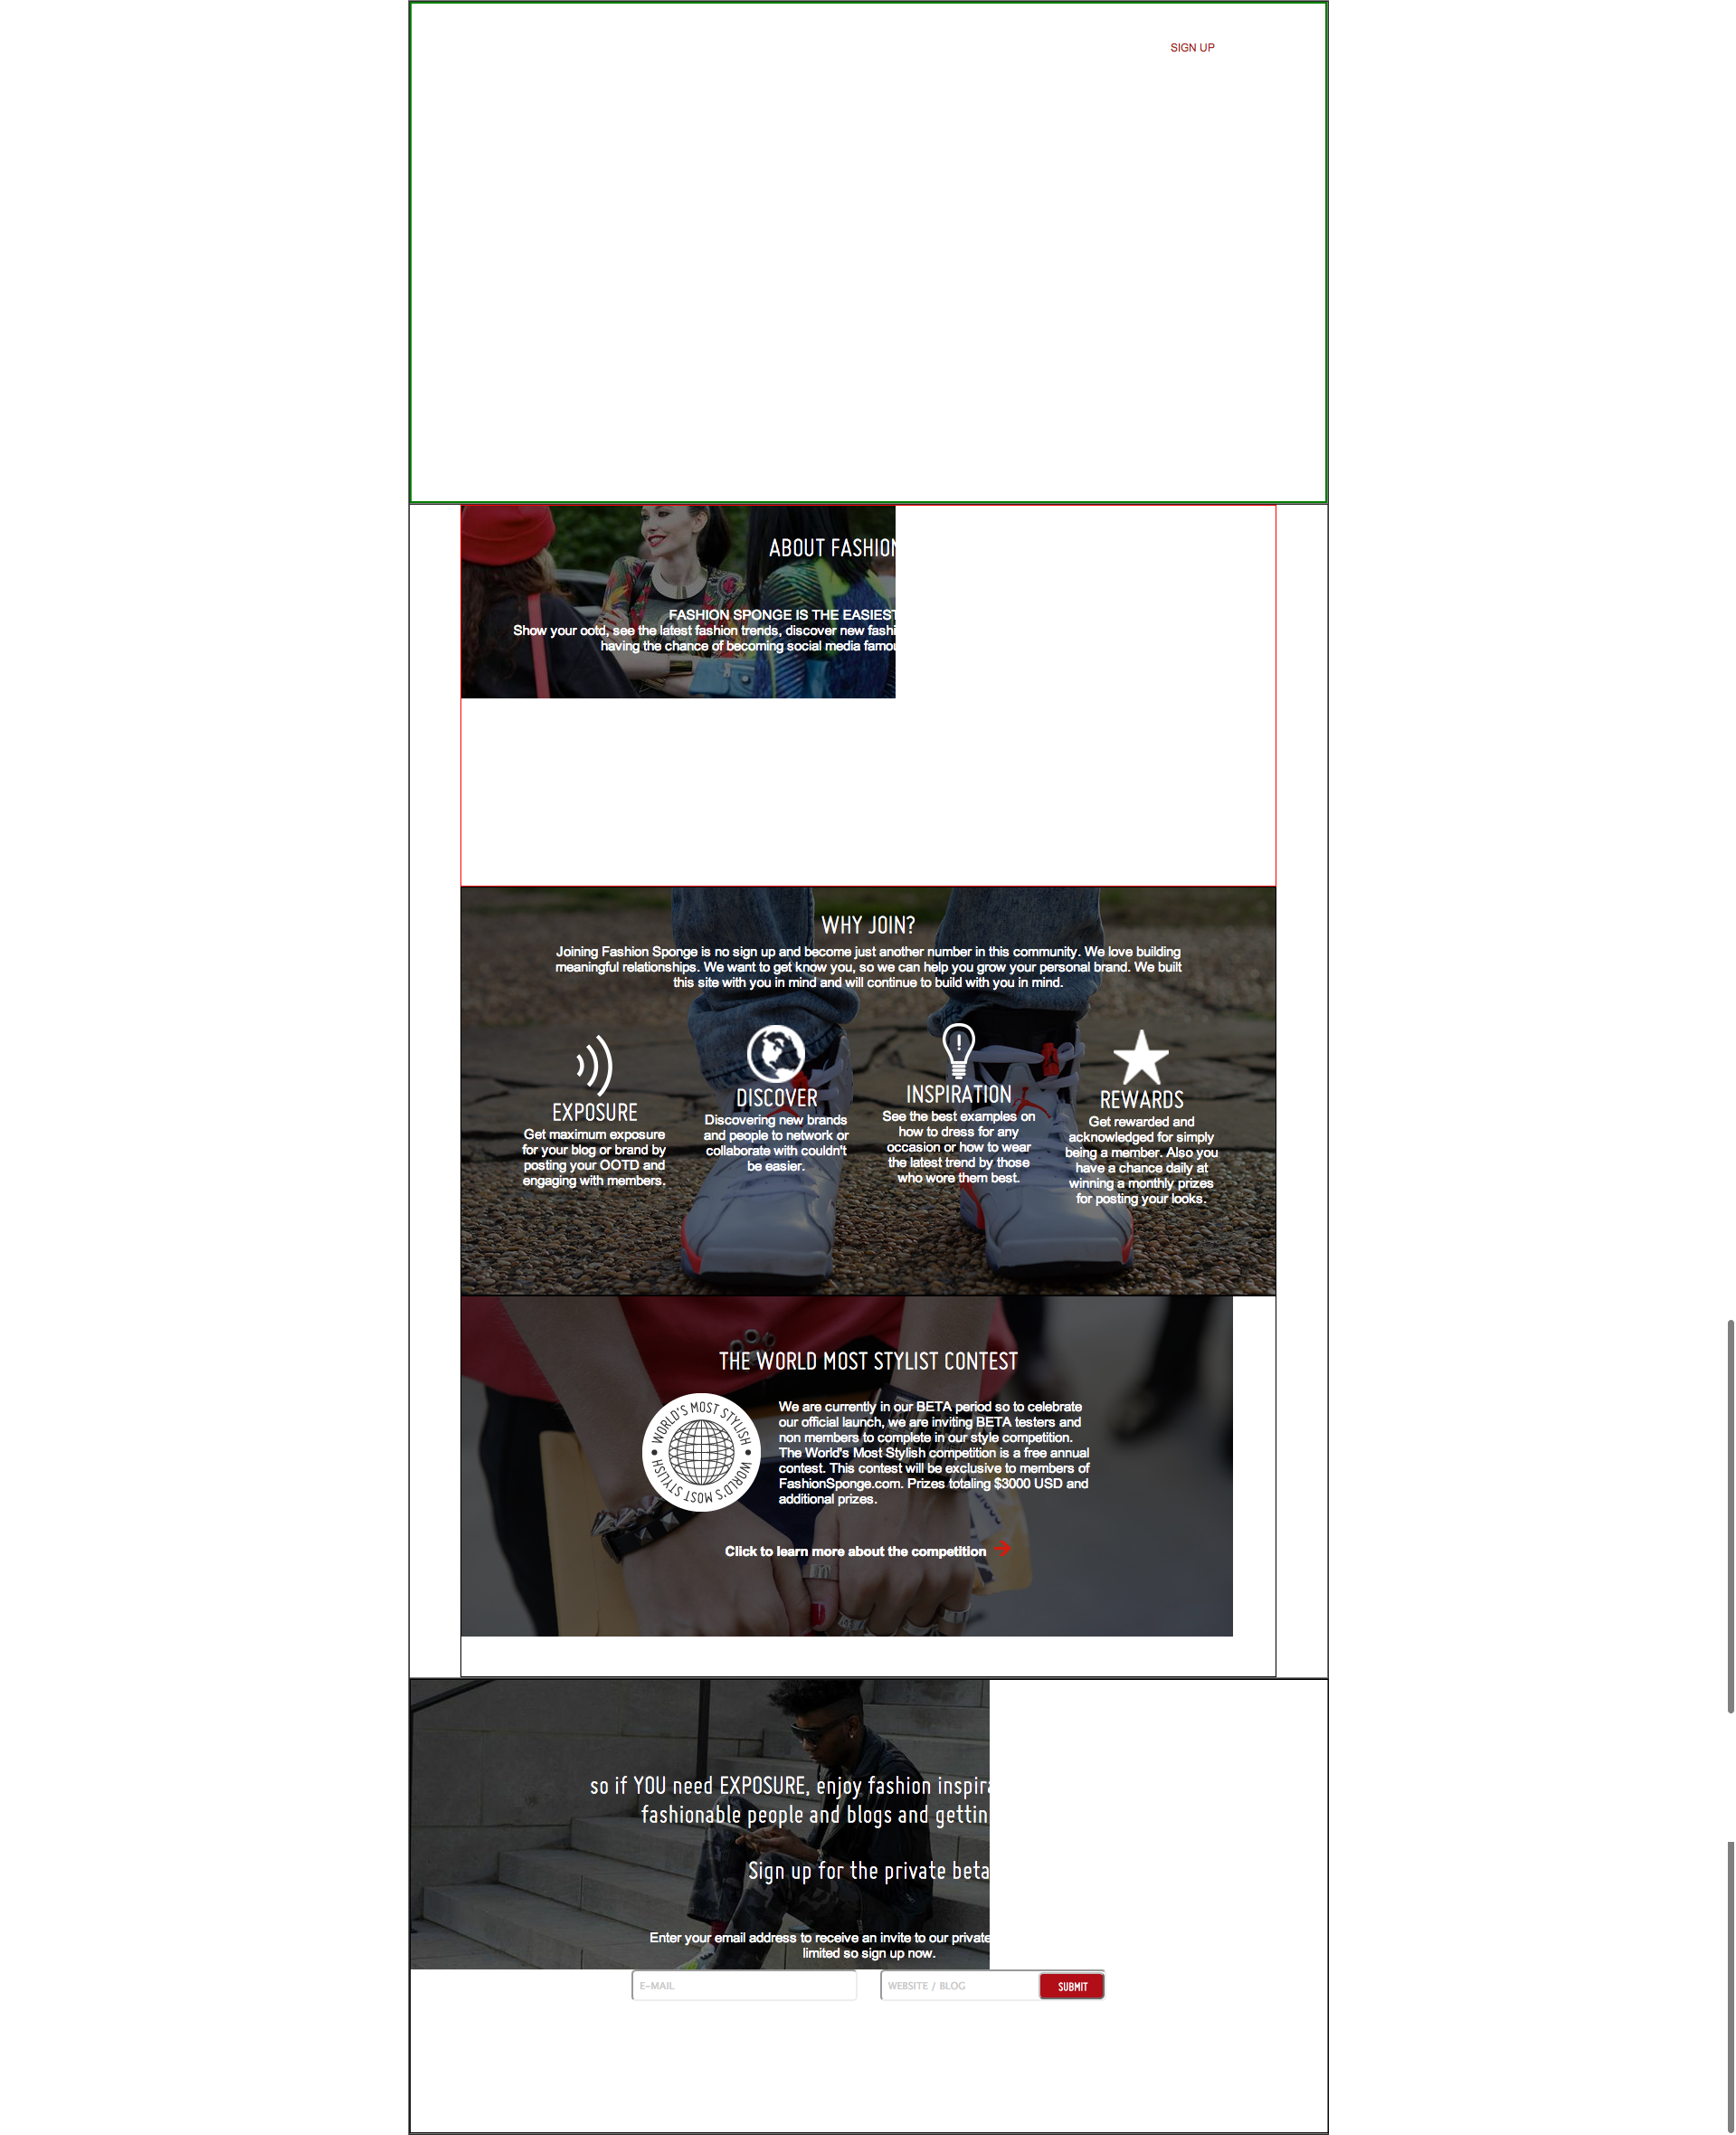 SIGN UP
ABOUT FASHION
FASHION SPONGE IS THE EASIEST
Show your ootd, see the latest fashion trends, discover new fashi
having the chance of becoming social media famou
WHY JOIN?
Joining Fashion Sponge is no sign up and become just another number in this community. We love building
meaningful relationships. We want to get know you, so we can help you grow your personal brand. We built
this site with you in mind and will continue to build with you in mind.
EXPOSURE
Get maximum exposure
for your blog or brand by
posting your OOTD and
engaging with members.
DISCOVER
Discovering new brands
and people to network or
collaborate with couldn't
be easier.
INSPIRATION
See the best examples on
how to dress for any
occasion or how to wear
the latest trend by those
who wore them best.
REWARDS
Get rewarded and
acknowledged for simply
being a member. Also you
have a chance daily at
winning a monthly prizes
for posting your looks.
THE WORLD MOST STYLIST CONTEST
• WORLD'S MOST STYLISH • WORLD'S MOST STYLISH
We are currently in our BETA period so to celebrate
our official launch, we are inviting BETA testers and
non members to complete in our style competition.
The World's Most Stylish competition is a free annual
contest. This contest will be exclusive to members of
FashionSponge.com. Prizes totaling $3000 USD and
additional prizes.
Click to learn more about the competition →
so if YOU need EXPOSURE, enjoy fashion inspira
fashionable people and blogs and gettin
Sign up for the private beta
Enter your email address to receive an invite to our private
limited so sign up now.
E-MAIL
WEBSITE / BLOG
SUBMIT